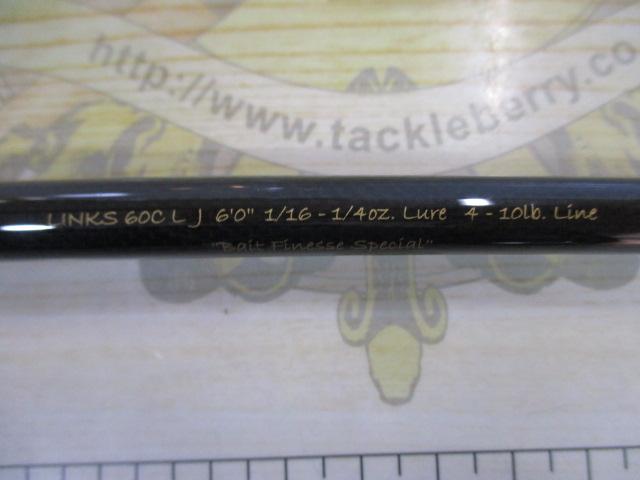 http://www.tackleberry.co
LINKS 60C L J 6'0" 1/16 - 1/4oz. Lure 4 - 10lb. Line
"Bait Finesse Special"